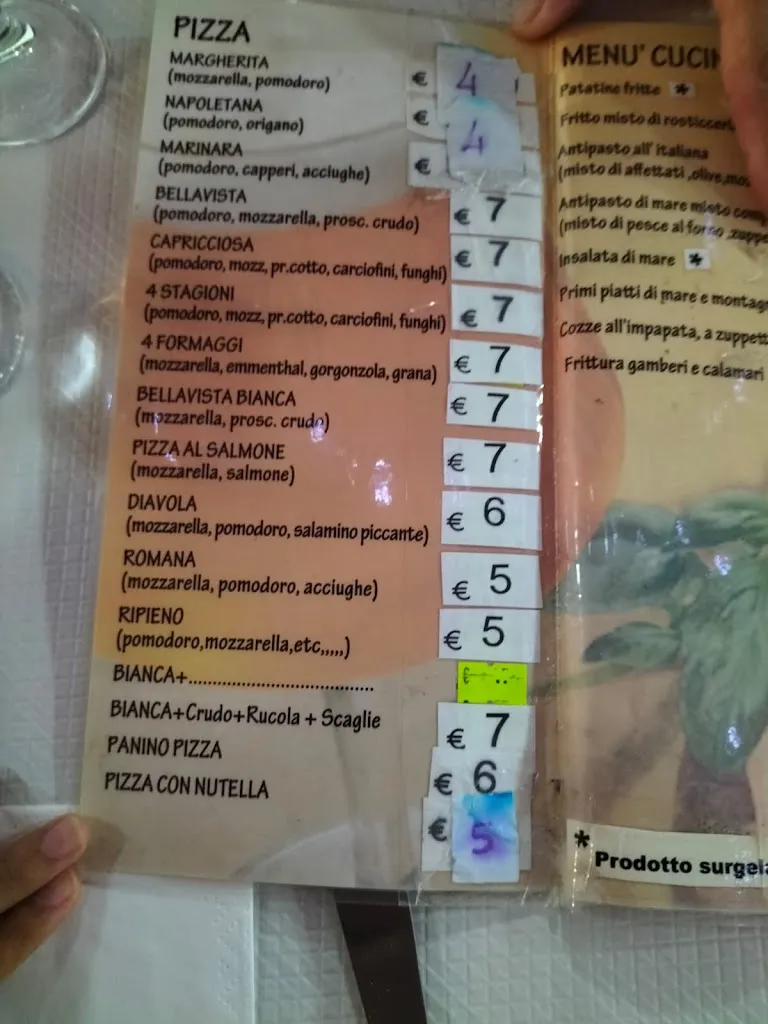 PIZZA
MARGHERITA € 4
(mozzarella, pomodoro)
NAPOLETANA €
(pomodoro, origano) 4
MARINARA €
(pomodoro, capperi, acciughe)
BELLAVISTA € 7
(pomodoro, mozzarella, prosc. crudo)
CAPRICCIOSA € 7
(pomodoro, mozz, pr.cotto, carciofini, funghi)
4 STAGIONI € 7
(pomodoro, mozz, pr.cotto, carciofini, funghi)
4 FORMAGGI € 7
(mozzarella, emmenthal, gorgonzola, grana)
BELLAVISTA BIANCA € 7
(mozzarella, prosc. crudo)
PIZZA AL SALMONE € 7
(mozzarella, salmone)
DIAVOLA € 6
(mozzarella, pomodoro, salamino piccante)
ROMANA € 5
(mozzarella, pomodoro, acciughe)
RIPIENO € 5
(pomodoro,mozzarella,etc,,,,,)
BIANCA+.....................................
BIANCA+Crudo+Rucola + Scaglie € 7
PANINO PIZZA € 6
PIZZA CON NUTELLA € 5
MENU' CUCIN
Patatine fritte *
Fritto misto di rosticceri
Antipasto all' italiana
(misto di affettati ,olive,mos
Antipasto di mare misto
(misto di pesce al forno ,zuppe
Insalata di mare *
Primi piatti di mare e montag
Cozze all'impapata, a zuppett
Frittura gamberi e calamari
* Prodotto surgel